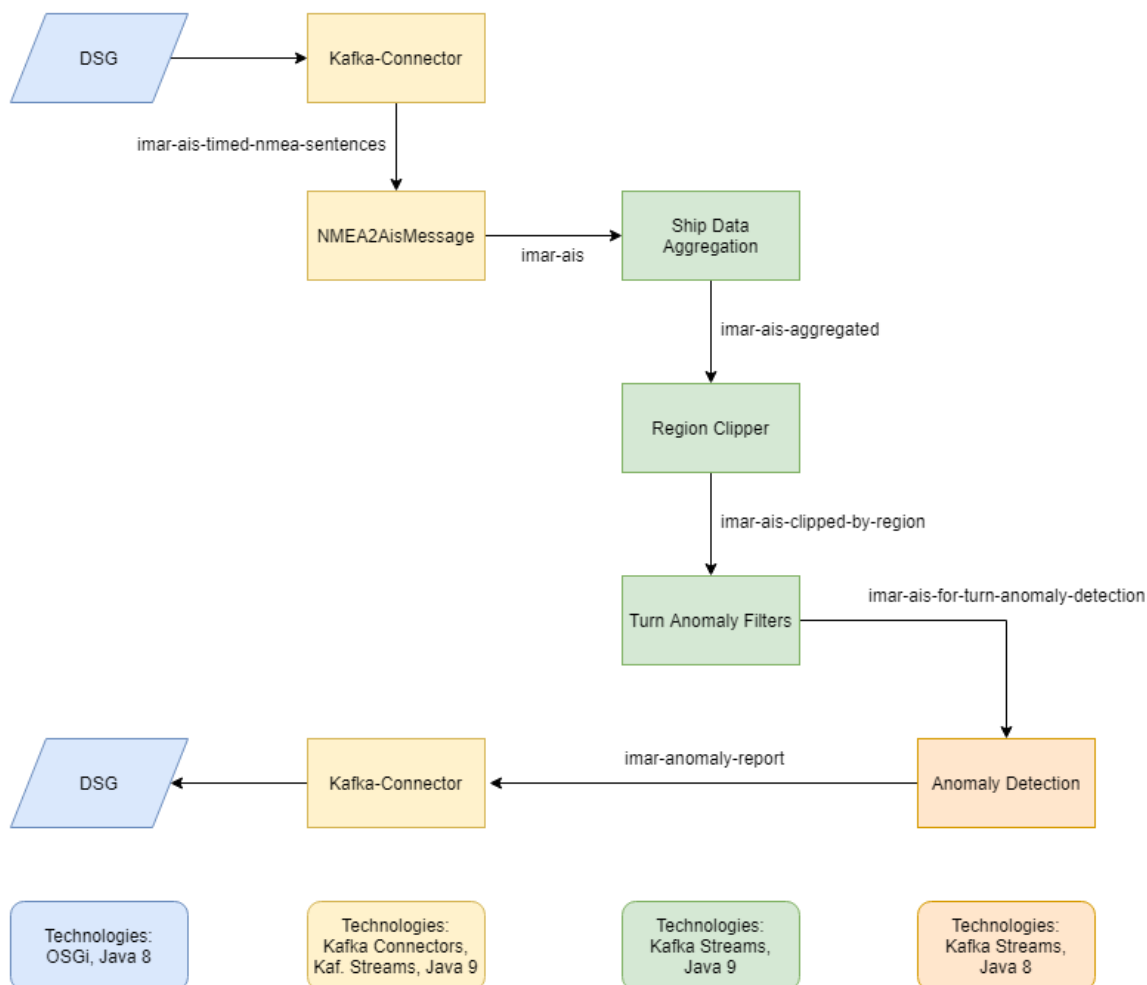 DSG
Kafka-Connector
imar-ais-timed-nmea-sentences
NMEA2AisMessage
imar-ais
Ship Data
Aggregation
imar-ais-aggregated
Region Clipper
imar-ais-clipped-by-region
imar-ais-for-turn-anomaly-detection
Turn Anomaly Filters
imar-anomaly-report
DSG
Kafka-Connector
Anomaly Detection
Technologies:
OSGi, Java 8
Technologies:
Kafka Connectors,
Kaf. Streams, Java 9
Technologies:
Kafka Streams,
Java 9
Technologies:
Kafka Streams,
Java 8